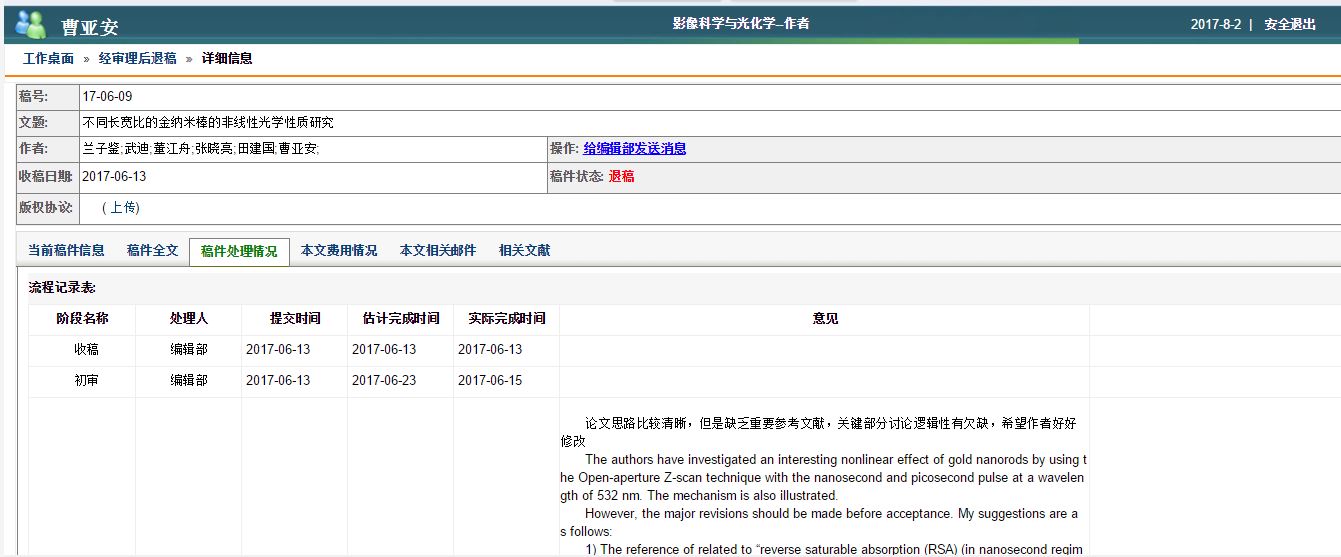 曹亚安
影像科学与光化学--作者
2017-8-2 | 安全退出
工作桌面 » 经审理后退稿 » 详细信息
稿号: 17-06-09
文题: 不同长宽比的金纳米棒的非线性光学性质研究
作者: 兰子鉴;武迪;董江舟;张晓亮;田建国;曹亚安; 操作: 给编辑部发送消息
收稿日期: 2017-06-13 稿件状态: 退稿
版权协议: ( 上传)
当前稿件信息 稿件全文 稿件处理情况 本文费用情况 本文相关邮件 相关文献
流程记录表:
阶段名称 处理人 提交时间 估计完成时间 实际完成时间 意见
收稿 编辑部 2017-06-13 2017-06-13 2017-06-13
初审 编辑部 2017-06-13 2017-06-23 2017-06-15
论文思路比较清晰，但是缺乏重要参考文献，关键部分讨论逻辑性有欠缺，希望作者好好
修改
The authors have investigated an interesting nonlinear effect of gold nanorods by using t
he Open-aperture Z-scan technique with the nanosecond and picosecond pulse at a wavelen
gth of 532 nm. The mechanism is also illustrated.
However, the major revisions should be made before acceptance. My suggestions are a
s follows:
1) The reference of related to “reverse saturable absorption (RSA) (in nanosecond regim